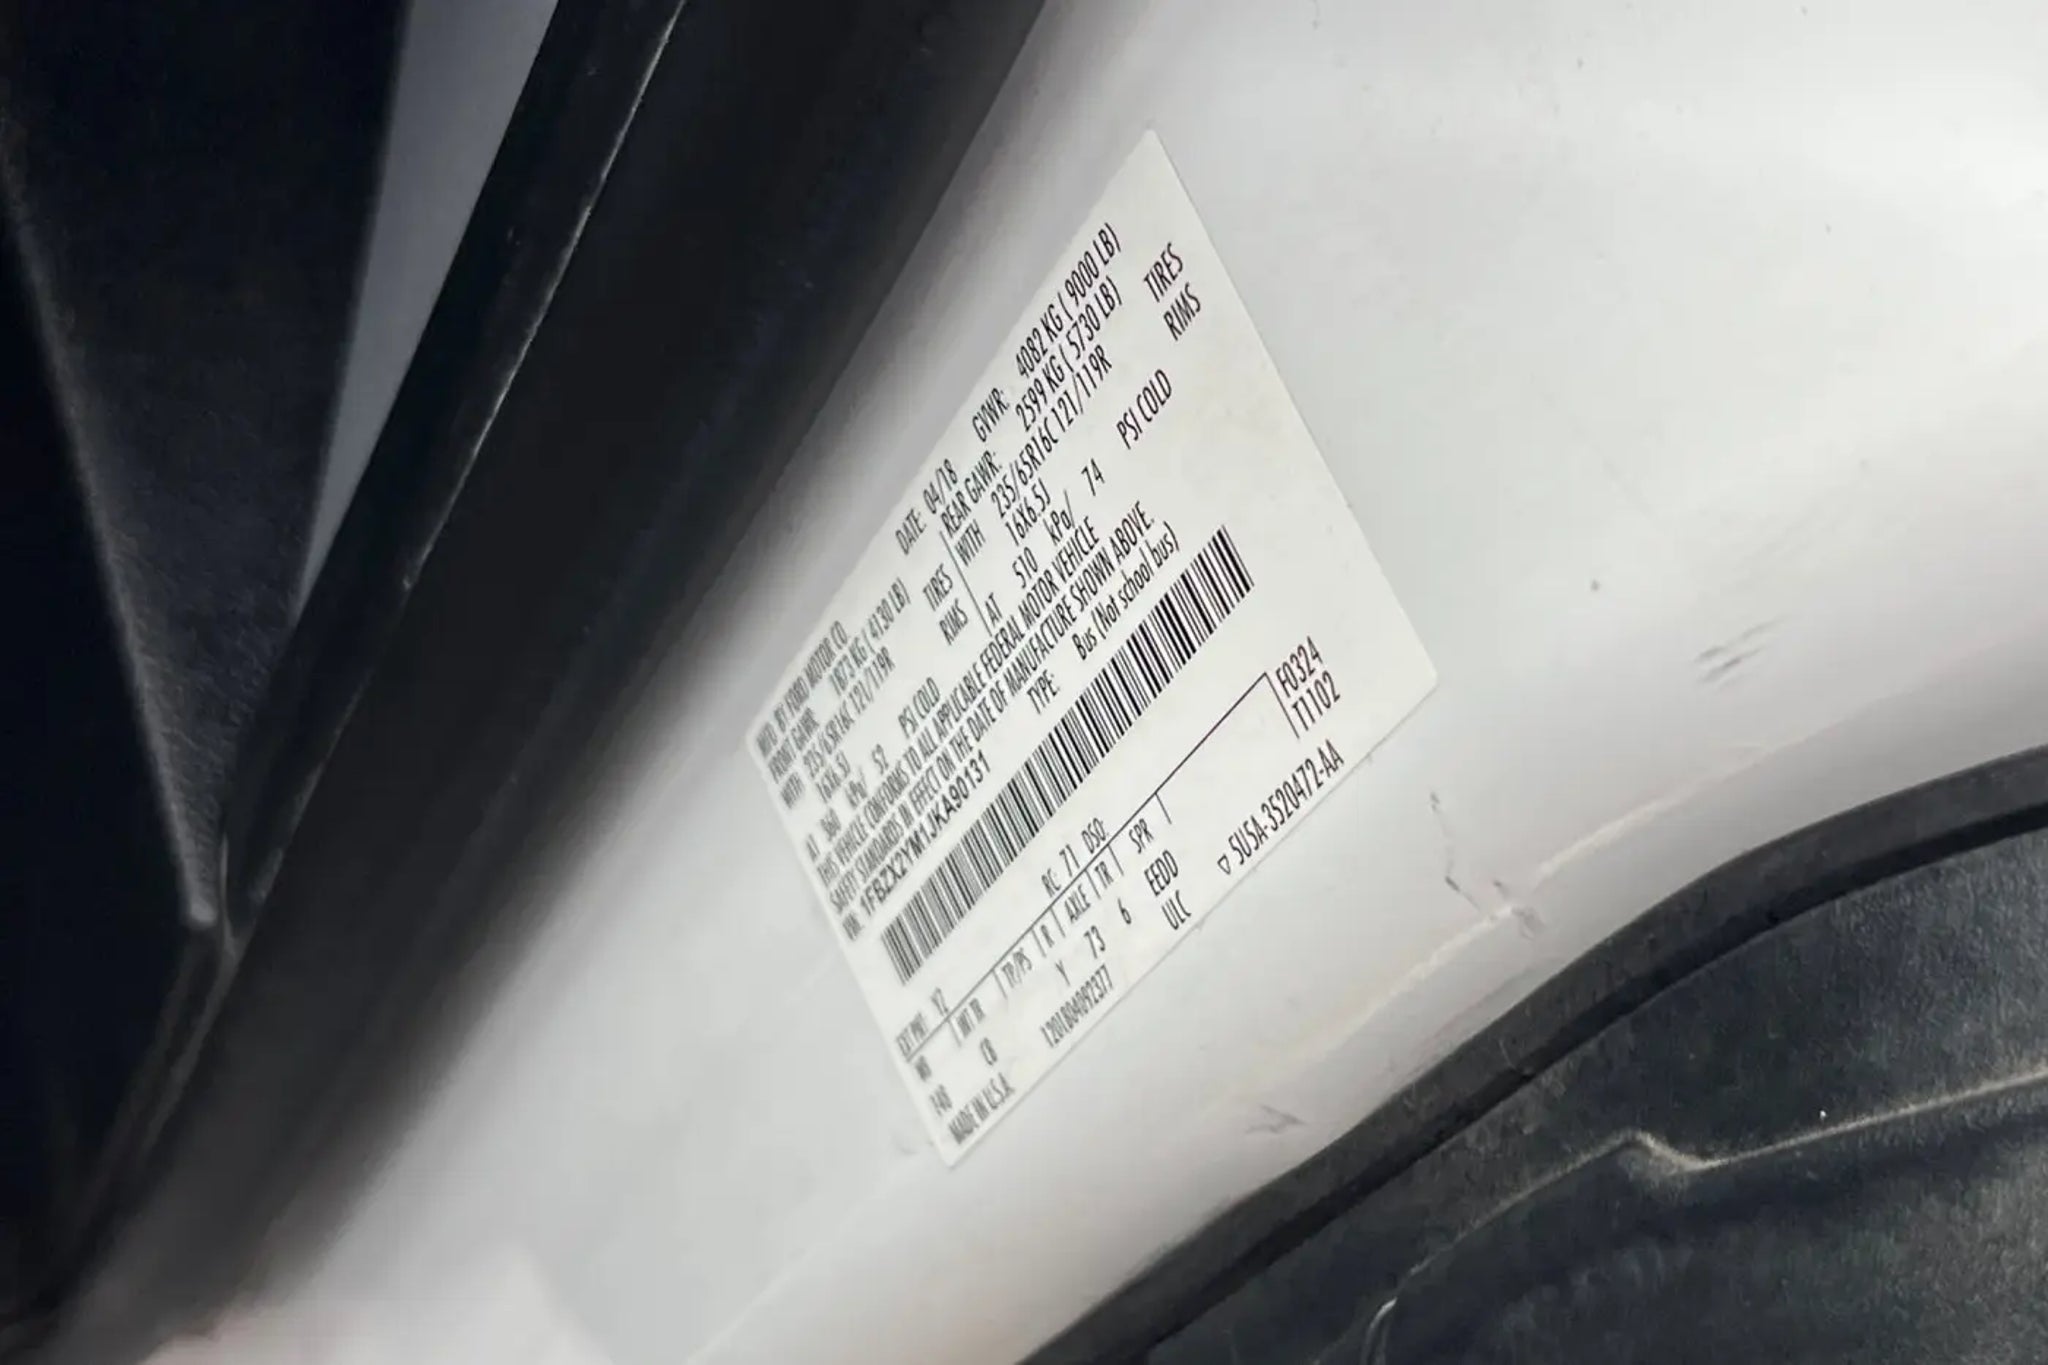 MFD. BY FORD MOTOR CO. DATE: 04/18 GVWR: 4082 KG ( 9000 LB)
FRONT GAWR: 1873 KG ( 4130 LB) REAR GAWR: 2599 KG ( 5730 LB)
WITH 235/65R16C 121/119R TIRES WITH 235/65R16C 121/119R TIRES
16X6.5J RIMS 16X6.5J RIMS
AT 360 kPa/ 52 PSI COLD AT 510 kPa/ 74 PSI COLD
THIS VEHICLE CONFORMS TO ALL APPLICABLE FEDERAL MOTOR VEHICLE
SAFETY STANDARDS IN EFFECT ON THE DATE OF MANUFACTURE SHOWN ABOVE.
VIN: 1FBZX2YM1JKA90131 TYPE: Bus (Not school bus)
EXT PNT: YZ RC: 71 DSO: F0324
WB INT TR TP/PS R AXLE TR SPR T1102
148 CB Y 73 6 EEDD
MADE IN U.S.A. 1201804092377 ULC ▽ 5U5A-3520472-AA